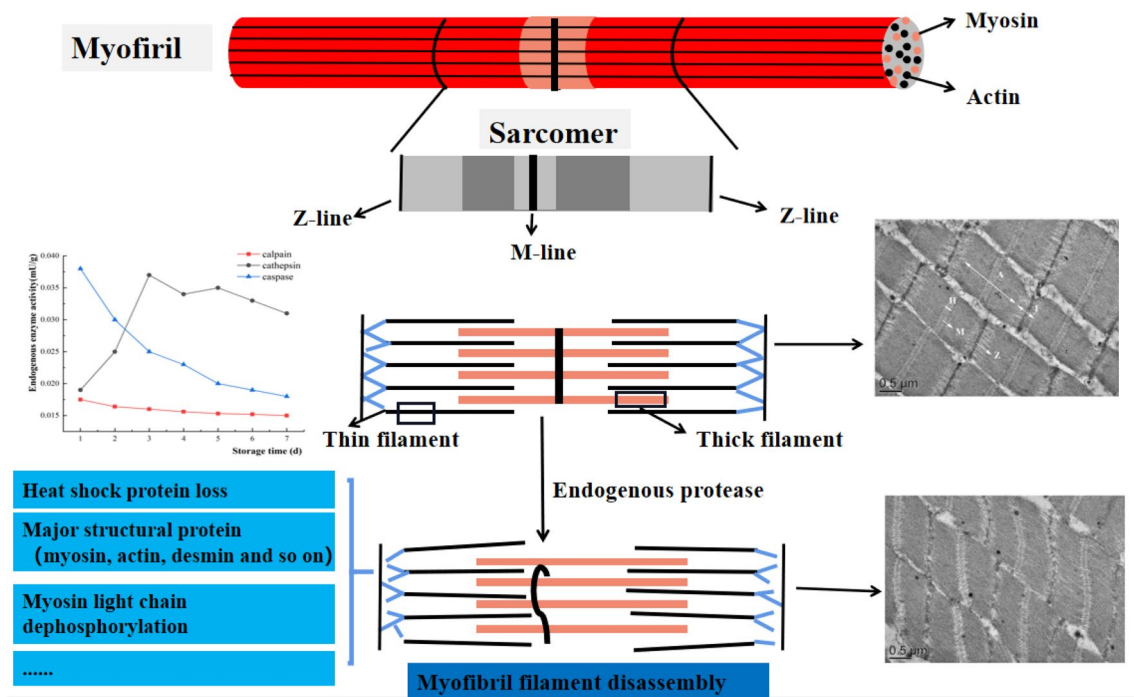 Myofiril
Myosin
Actin
Sarcomer
Z-line
Z-line
M-line
calpain
cathepsin
caspase
Endogenous enzyme activity(mU/g)
0.040
0.035
0.030
0.025
0.020
0.015
1
2
3
4
5
6
7
Storage time (d)
A
I
H
M
Z
0.5 μm
Thin filament
Thick filament
Endogenous protease
Heat shock protein loss
Major structural protein
(myosin, actin, desmin and so on)
Myosin light chain
dephosphorylation
......
0.5 μm
Myofibril filament disassembly